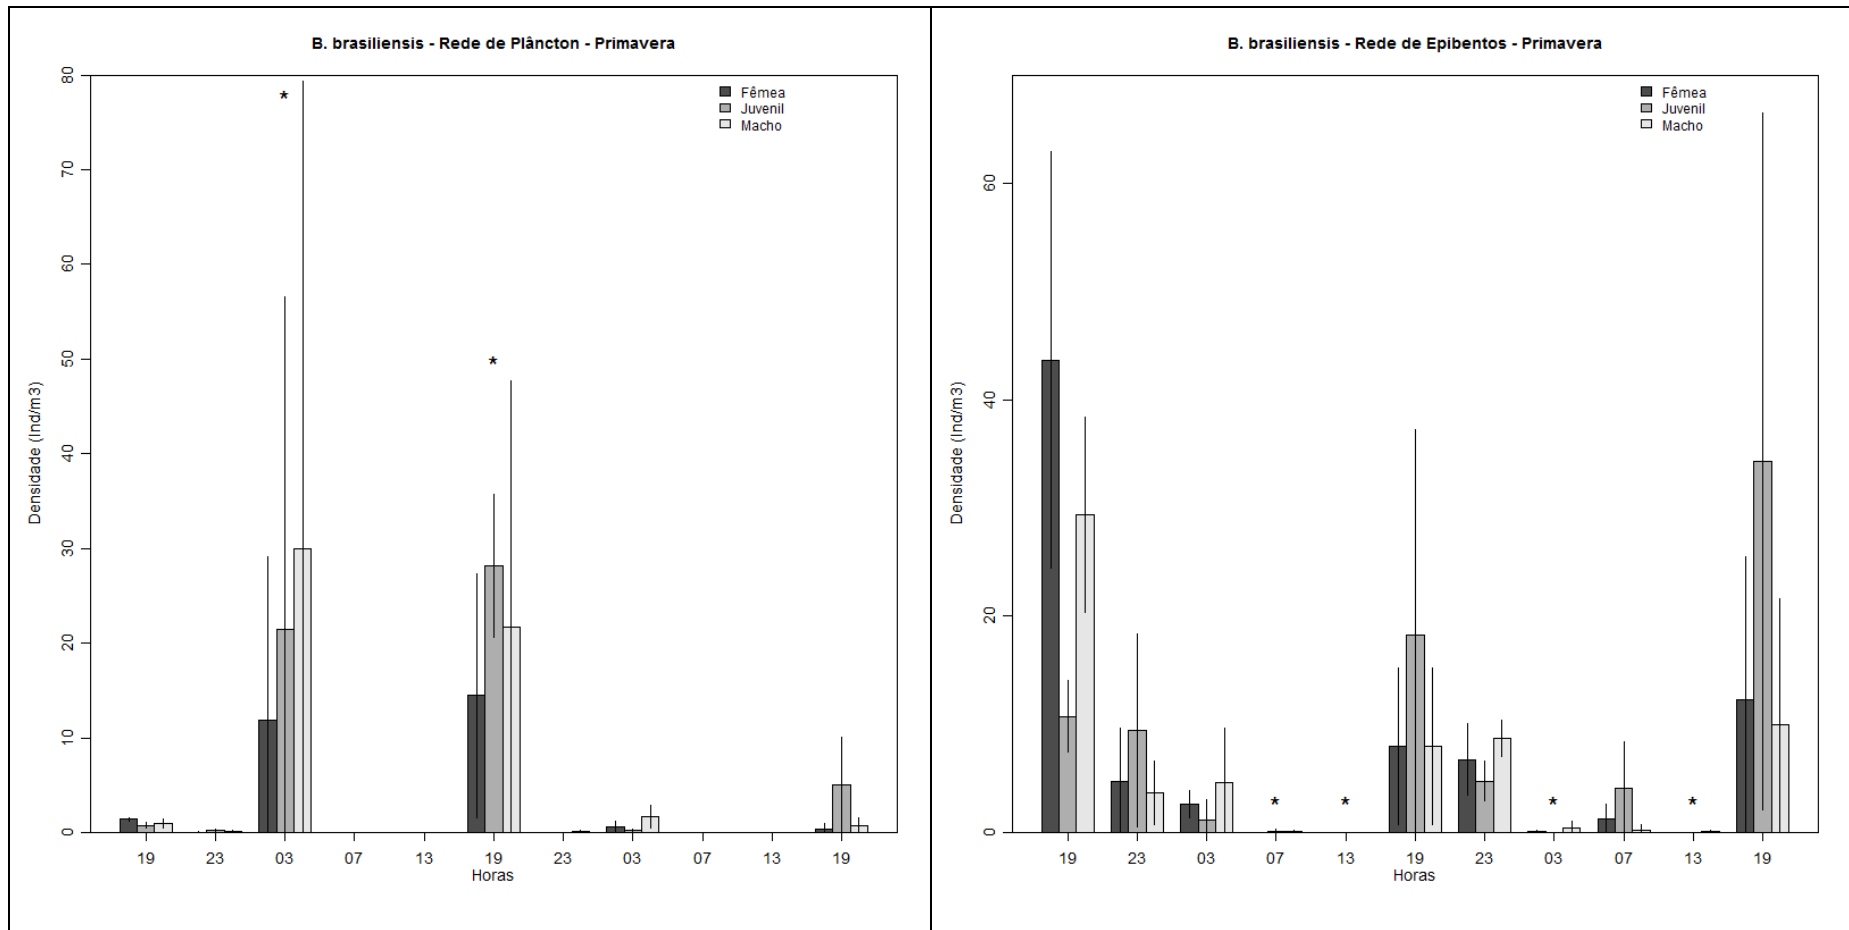 B. brasiliensis - Rede de Plâncton - Primavera
Fêmea
Juvenil
Macho
*
*
80
70
60
50
40
30
20
10
0
Densidade (Ind/m3)
19 23 03 07 13 19 23 03 07 13 19
Horas
B. brasiliensis - Rede de Epibentos - Primavera
Fêmea
Juvenil
Macho
60
40
20
0
Densidade (Ind/m3)
* * * *
19 23 03 07 13 19 23 03 07 13 19
Horas